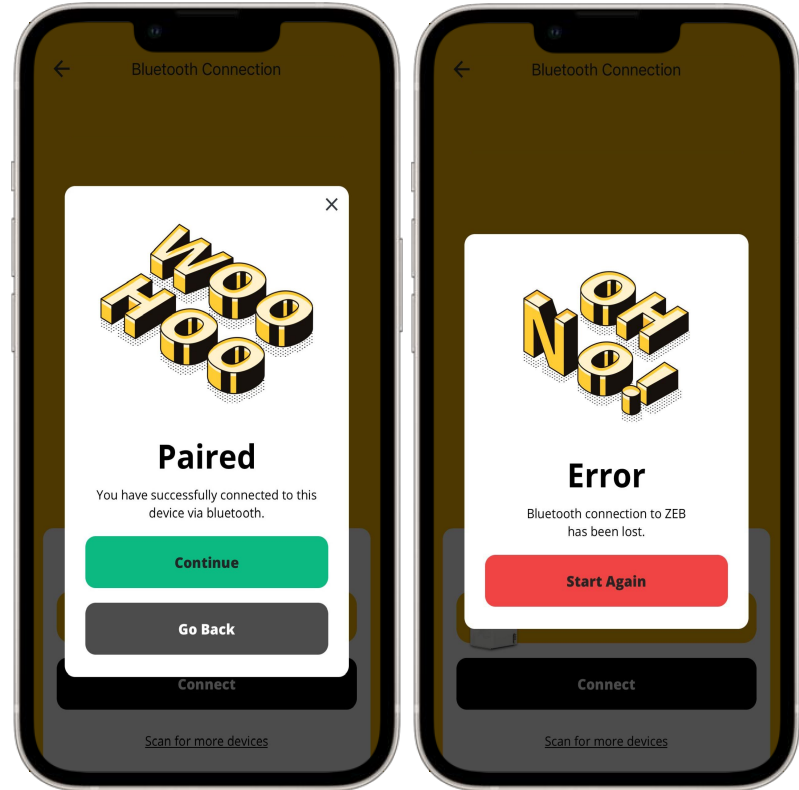 Bluetooth Connection
WOO
HOO
Paired
You have successfully connected to this
device via bluetooth.
Continue
Go Back
Connect
Scan for more devices
Bluetooth Connection
OH
NO!
Error
Bluetooth connection to ZEB
has been lost.
Start Again
Connect
Scan for more devices